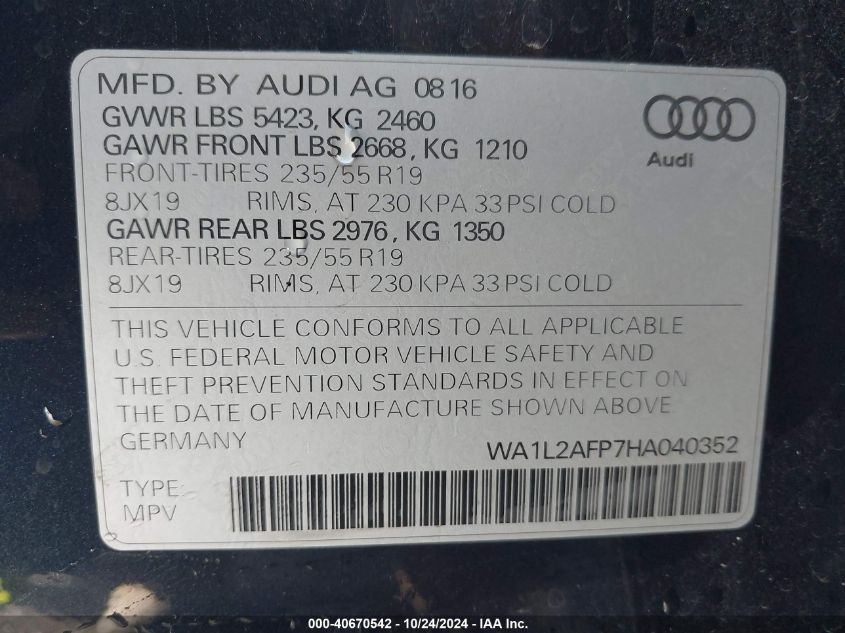 MFD. BY AUDI AG 0816
GVWR LBS 5423, KG 2460
GAWR FRONT LBS 2668, KG 1210
FRONT-TIRES 235/55 R19
8JX19 RIMS, AT 230 KPA 33 PSI COLD
GAWR REAR LBS 2976, KG 1350
REAR-TIRES 235/55 R19
8JX19 RIMS, AT 230 KPA 33 PSI COLD
Audi
THIS VEHICLE CONFORMS TO ALL APPLICABLE
U.S. FEDERAL MOTOR VEHICLE SAFETY AND
THEFT PREVENTION STANDARDS IN EFFECT ON
THE DATE OF MANUFACTURE SHOWN ABOVE
GERMANY WA1L2AFP7HA040352
TYPE:
MPV
000-40670542 - 10/24/2024 - IAA Inc.